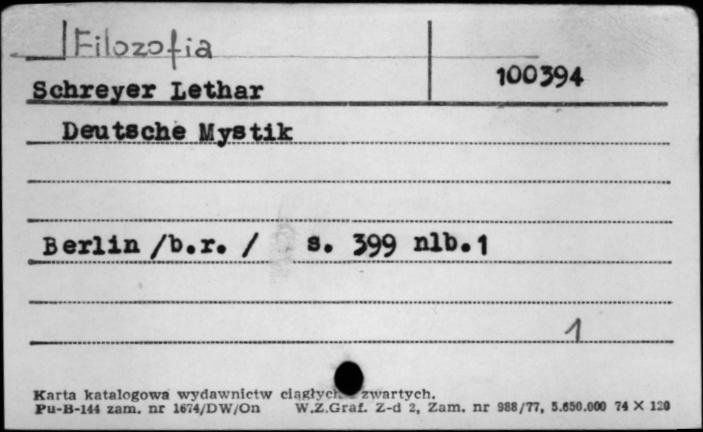 Filozofia
Schreyer Lethar 100394
Deutsche Mystik
Berlin /b.r. / s. 399 nlb.1
1
Karta katalogowa wydawnictw ciągłych zwartych.
Pu-B-144 zam. nr 1674/DW/On W.Z.Graf. Z-d 2, Zam. nr 988/77, 5.650.000 74 X 120